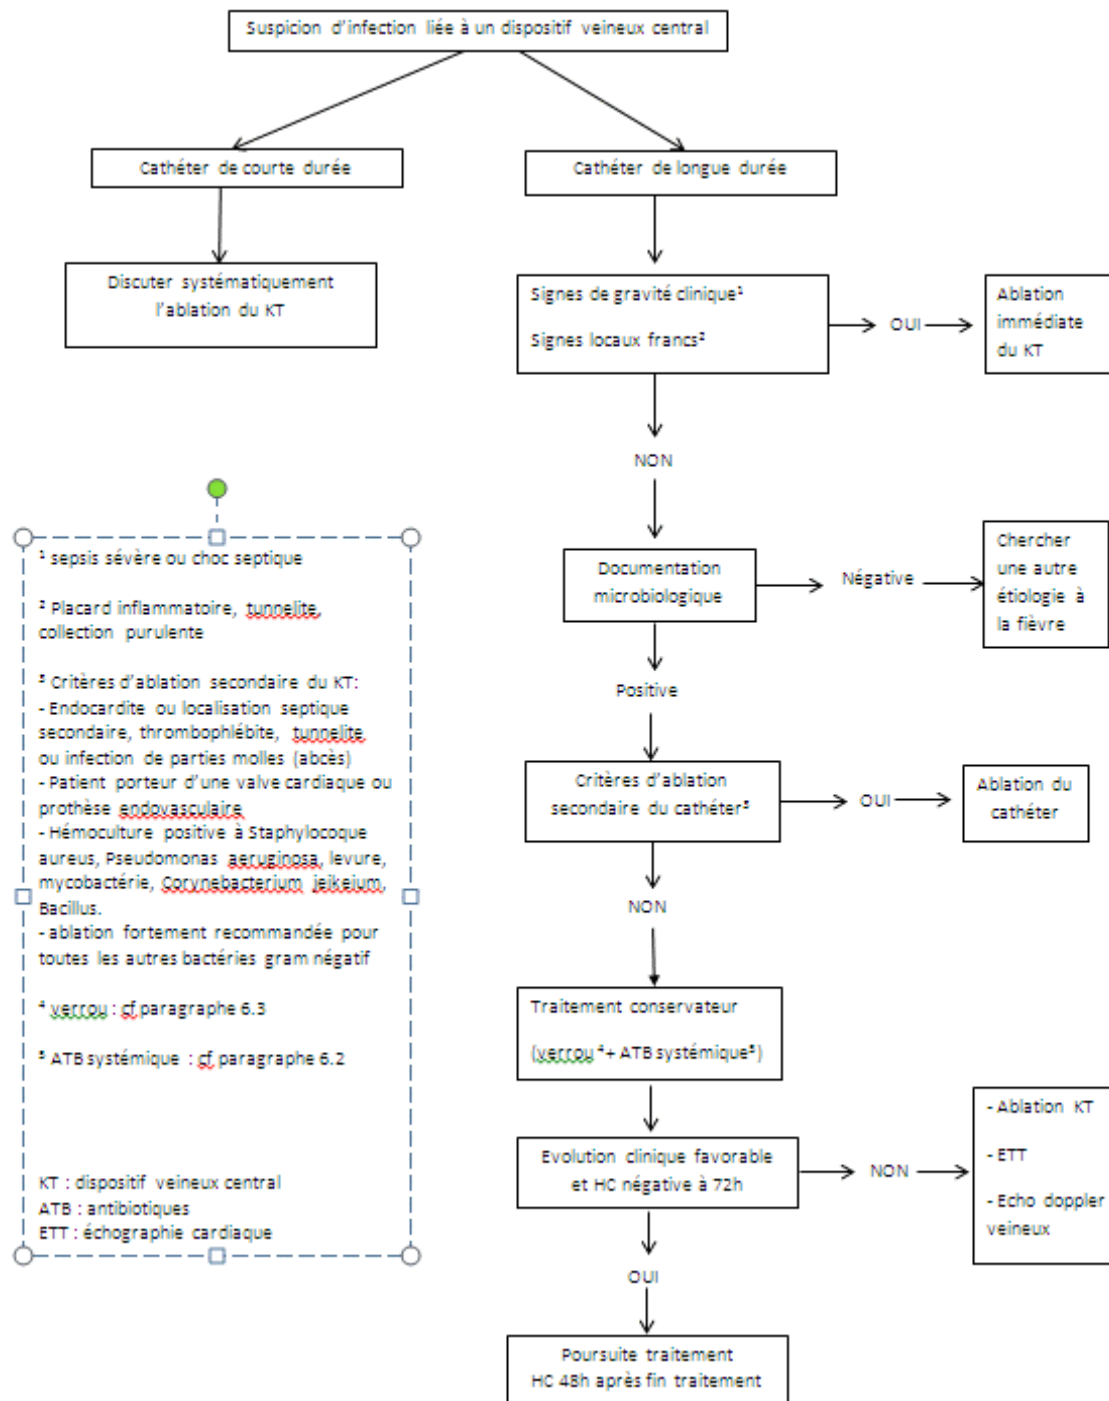 Suspicion d'infection liée à un dispositif veineux central
Cathéter de courte durée
Cathéter de longue durée
Discuter systématiquement
l'ablation du KT
Signes de gravité clinique¹
Signes locaux francs²
OUI
Ablation
immédiate
du KT
NON
Documentation
microbiologique
Négative
Chercher
une autre
étiologie à
la fièvre
Positive
Critères d'ablation
secondaire du cathéter³
OUI
Ablation du
cathéter
NON
Traitement conservateur
(verrou ⁴+ ATB systémique⁵)
Evolution clinique favorable
et HC négative à 72h
NON
- Ablation KT
- ETT
- Echo doppler
veineux
OUI
Poursuite traitement
HC 48h après fin traitement
¹ sepsis sévère ou choc septique
² Placard inflammatoire, tunnelite,
collection purulente
³ Critères d'ablation secondaire du KT:
- Endocardite ou localisation septique
secondaire, thrombophlébite, tunnelite
ou infection de parties molles (abcès)
- Patient porteur d'une valve cardiaque ou
prothèse endovasculaire
- Hémoculture positive à Staphylocoque
aureus, Pseudomonas aeruginosa, levure,
mycobactérie, Corynebacterium jeikeium,
Bacillus.
- ablation fortement recommandée pour
toutes les autres bactéries gram négatif
⁴ verrou : cf paragraphe 6.3
⁵ ATB systémique : cf paragraphe 6.2
KT : dispositif veineux central
ATB : antibiotiques
ETT : échographie cardiaque